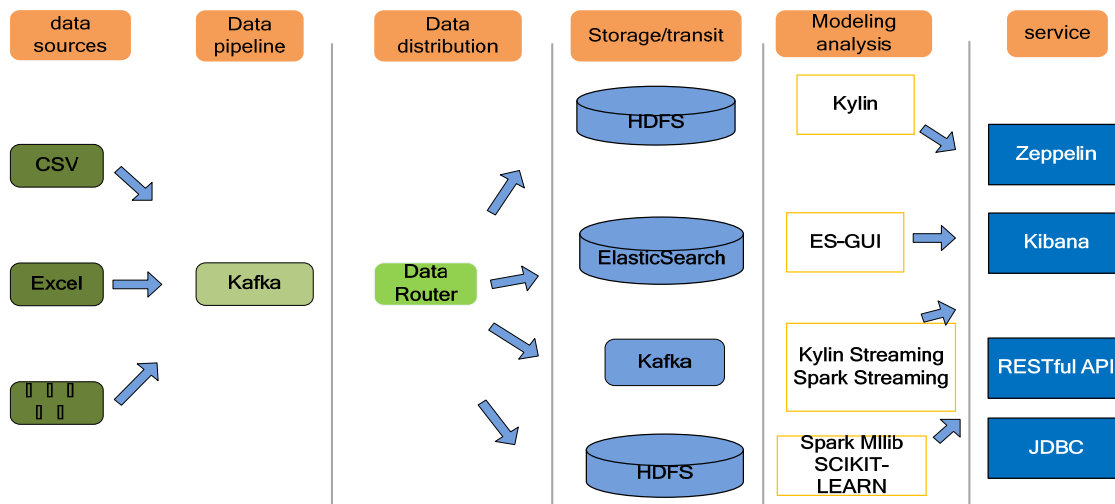 data
sources
Data
pipeline
Data
distribution
Storage/transit
Modeling
analysis
service
CSV
Excel
Kafka
Data
Router
HDFS
ElasticSearch
Kafka
HDFS
Kylin
ES-GUI
Kylin Streaming
Spark Streaming
Spark Mllib
SCIKIT-
LEARN
Zeppelin
Kibana
RESTful API
JDBC